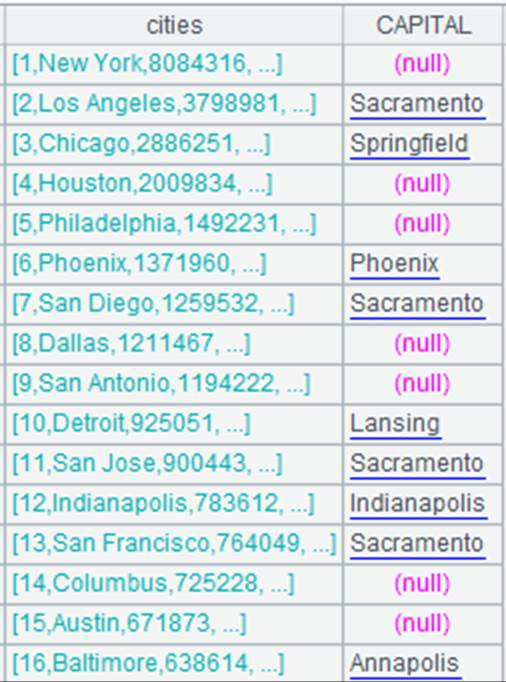 cities CAPITAL
[1,New York,8084316, ...] (null)
[2,Los Angeles,3798981, ...] Sacramento
[3,Chicago,2886251, ...] Springfield
[4,Houston,2009834, ...] (null)
[5,Philadelphia,1492231, ...] (null)
[6,Phoenix,1371960, ...] Phoenix
[7,San Diego,1259532, ...] Sacramento
[8,Dallas,1211467, ...] (null)
[9,San Antonio,1194222, ...] (null)
[10,Detroit,925051, ...] Lansing
[11,San Jose,900443, ...] Sacramento
[12,Indianapolis,783612, ...] Indianapolis
[13,San Francisco,764049, ...] Sacramento
[14,Columbus,725228, ...] (null)
[15,Austin,671873, ...] (null)
[16,Baltimore,638614, ...] Annapolis